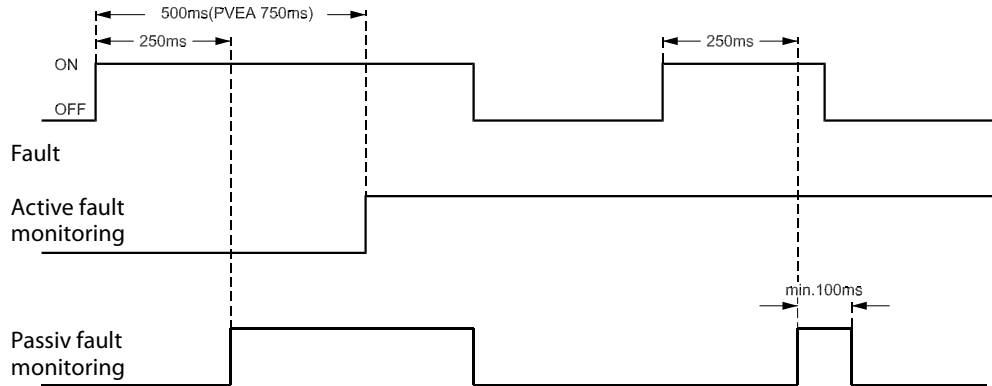 500ms(PVEA 750ms)
250ms
250ms
ON
OFF
Fault
Active fault
monitoring
min.100ms
Passiv fault
monitoring